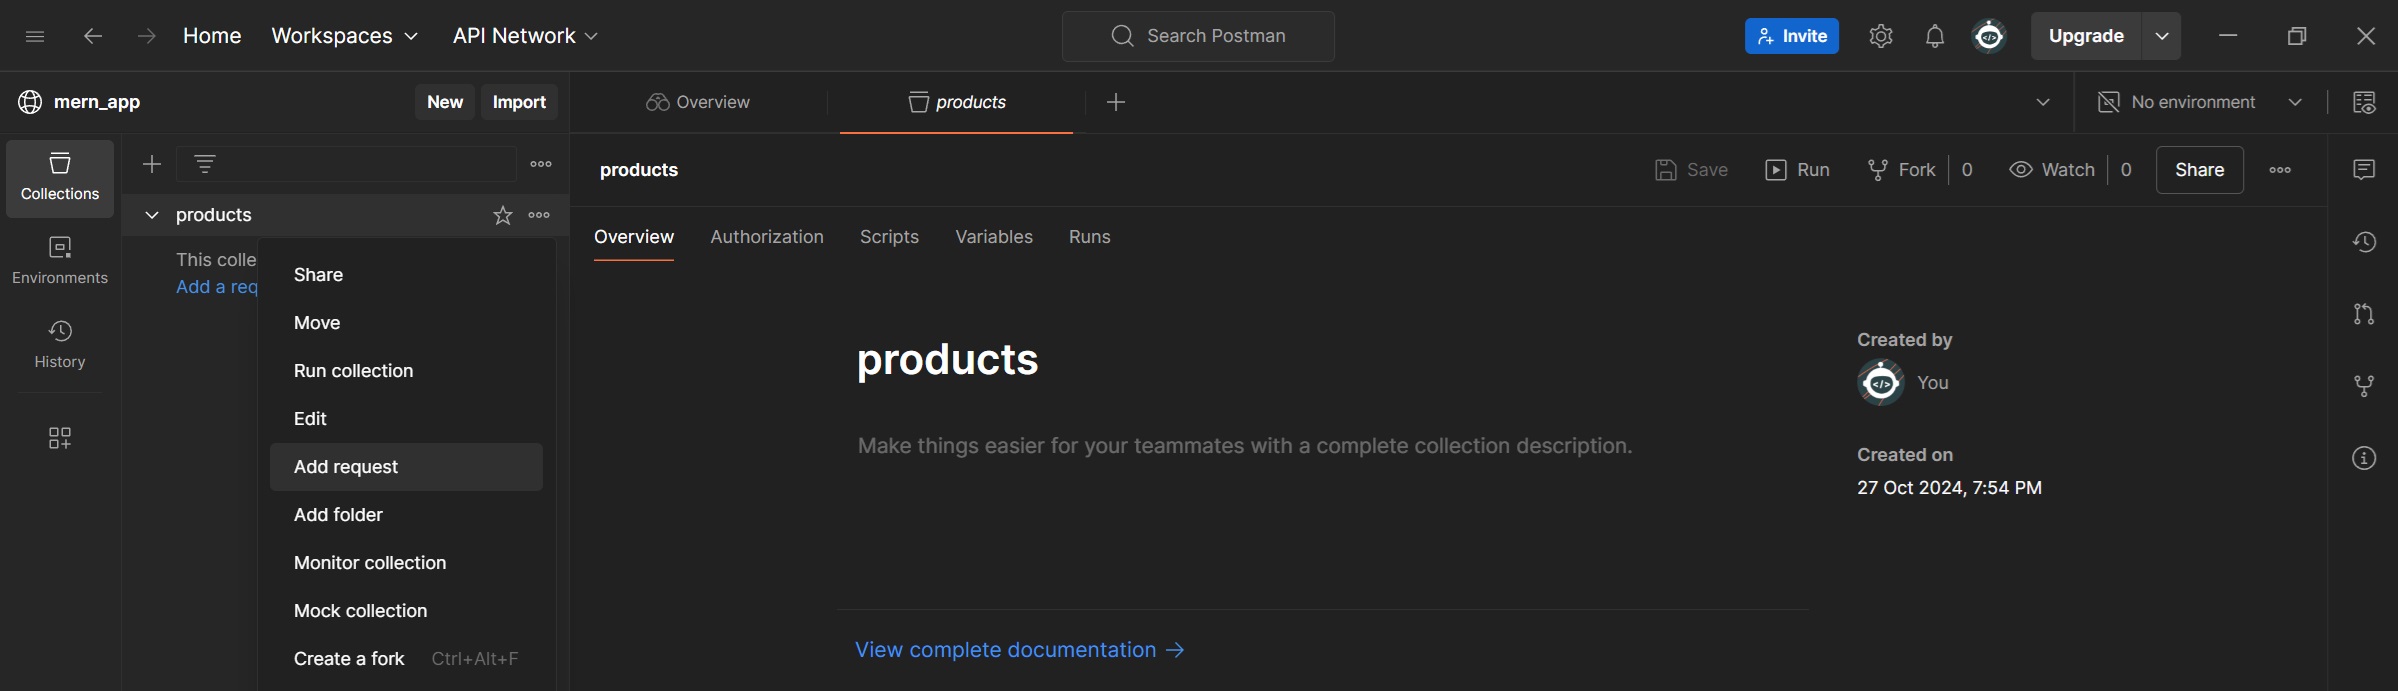 Home Workspaces API Network Search Postman Invite Upgrade
mern_app New Import Overview products No environment
Collections
products
This colle
Add a req
Environments
History
Share
Move
Run collection
Edit
Add request
Add folder
Monitor collection
Mock collection
Create a fork Ctrl+Alt+F
products Save Run Fork 0 Watch 0 Share
Overview Authorization Scripts Variables Runs
products
Make things easier for your teammates with a complete collection description.
View complete documentation →
Created by
You
Created on
27 Oct 2024, 7:54 PM